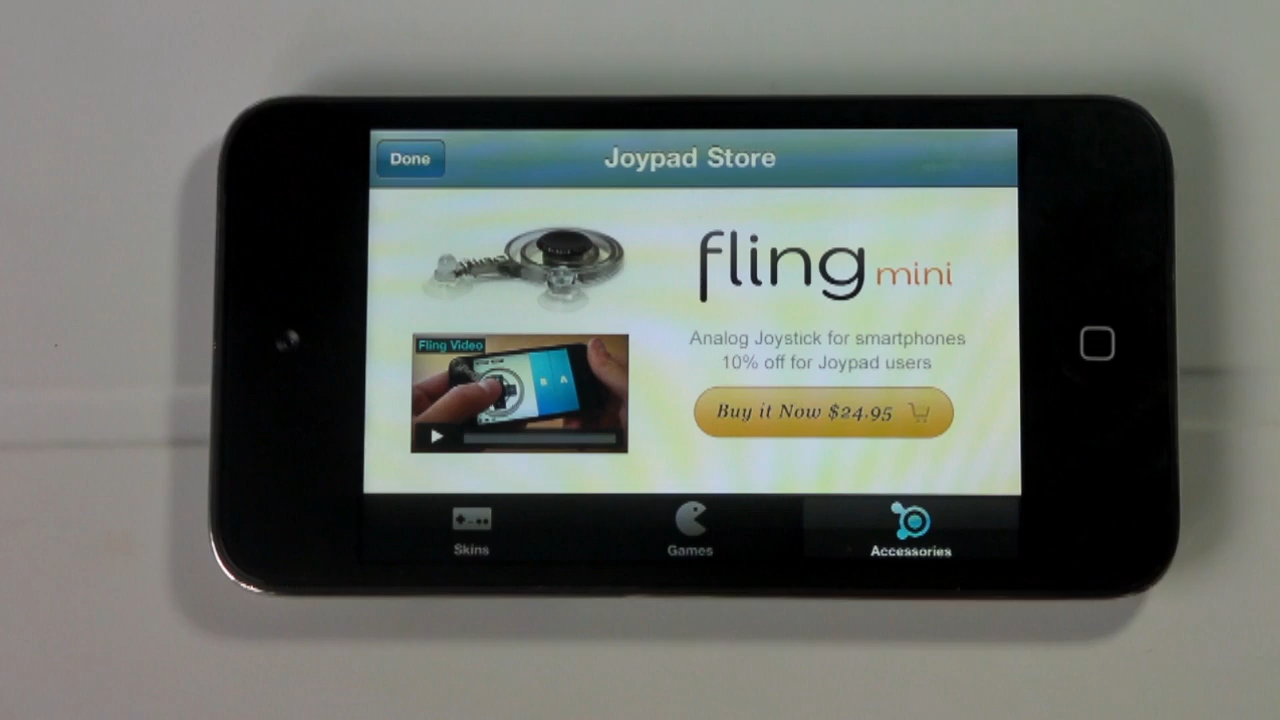 Done
Joypad Store
fling mini
Analog Joystick for smartphones
10% off for Joypad users
Fling Video
B A
Buy it Now $24.95
Skins
Games
Accessories